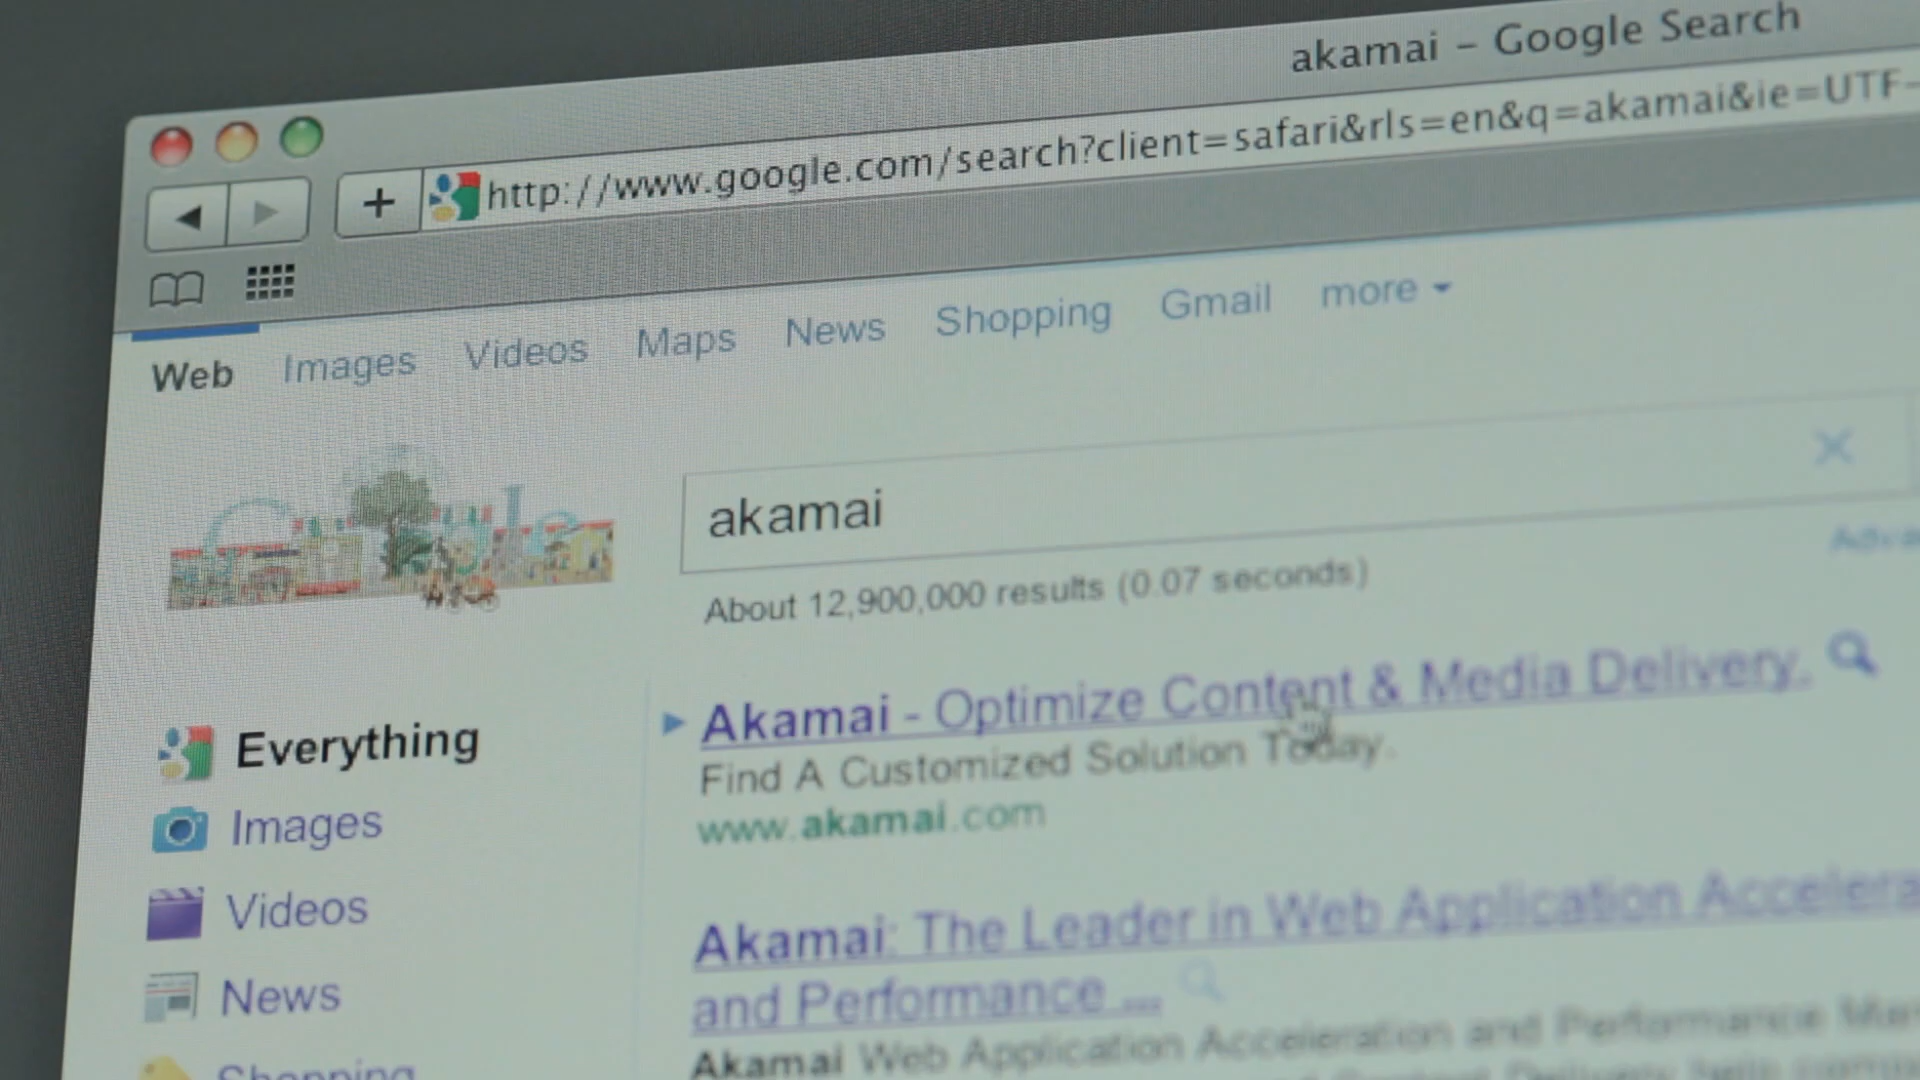 akamai – Google Search
http://www.google.com/search?client=safari&rls=en&q=akamai&ie=UTF-
Web Images Videos Maps News Shopping Gmail more
akamai
About 12,900,000 results (0.07 seconds)
Akamai - Optimize Content & Media Delivery.
Find A Customized Solution Today.
www.akamai.com
Everything
Images
Videos
News
Shopping
Akamai: The Leader in Web Application Accelera
and Performance ...
Akamai Web Application Acceleration and Performance